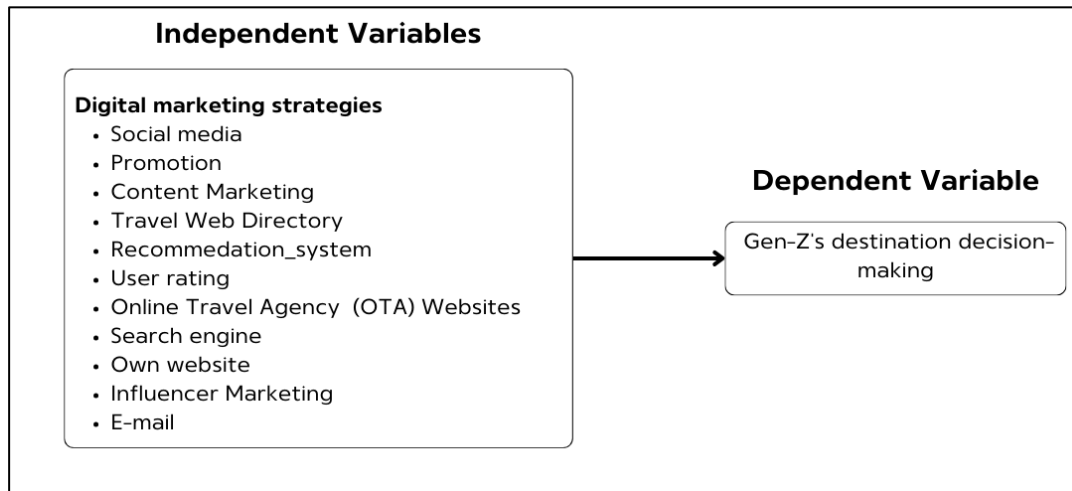 Independent Variables
Digital marketing strategies
• Social media
• Promotion
• Content Marketing
• Travel Web Directory
• Recommedation_system
• User rating
• Online Travel Agency (OTA) Websites
• Search engine
• Own website
• Influencer Marketing
• E-mail
Dependent Variable
Gen-Z's destination decision-
making